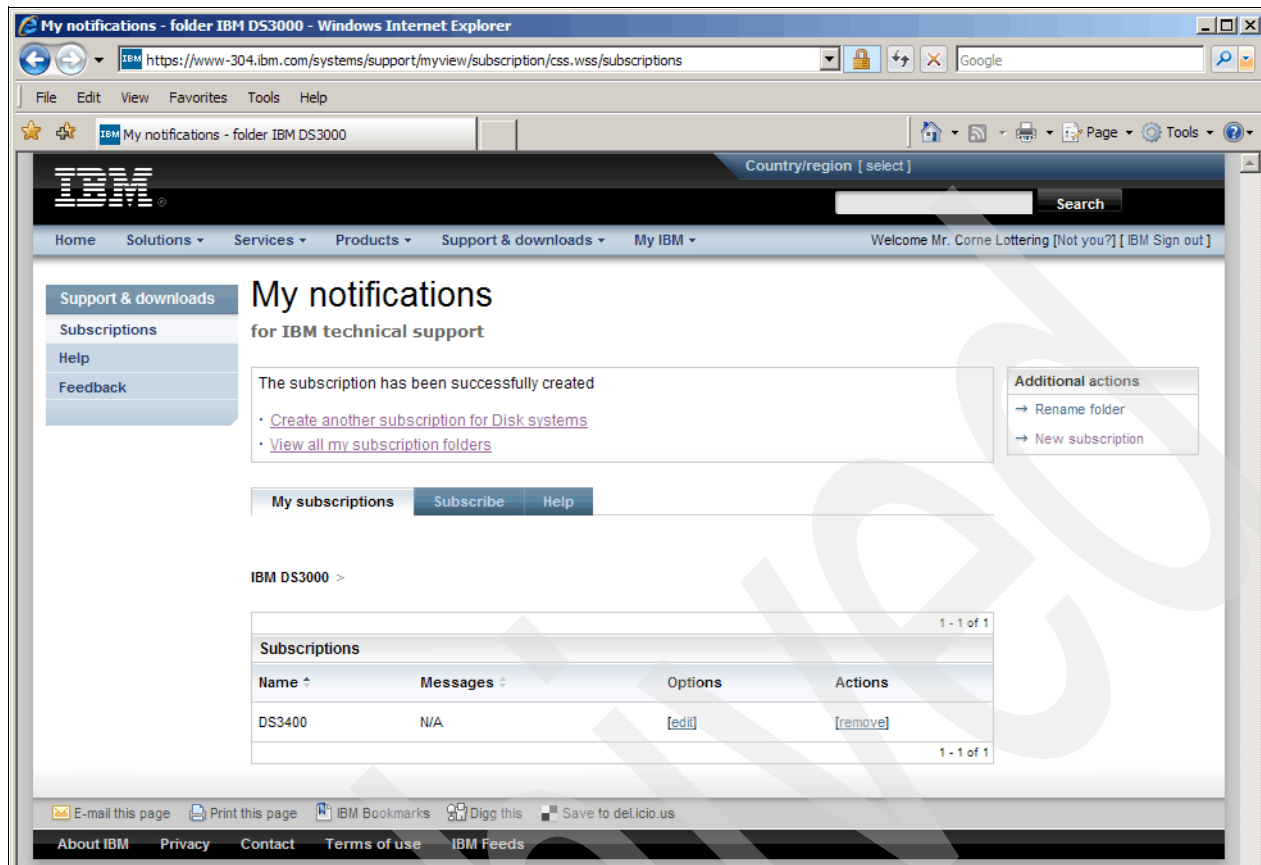 My notifications - folder IBM DS3000 - Windows Internet Explorer
IBM https://www-304.ibm.com/systems/support/myview/subscription/css.wss/subscriptions Google
File Edit View Favorites Tools Help
IBM My notifications - folder IBM DS3000 Page Tools
Country/region [ select ]
IBM ®
Search
Home Solutions Services Products Support & downloads My IBM Welcome Mr. Corne Lottering [Not you?] [ IBM Sign out ]
Support & downloads
Subscriptions
Help
Feedback
My notifications
for IBM technical support
The subscription has been successfully created
· Create another subscription for Disk systems
· View all my subscription folders
Additional actions
→ Rename folder
→ New subscription
My subscriptions Subscribe Help
IBM DS3000 >
1 - 1 of 1
Subscriptions
Name Messages Options Actions
DS3400 N/A [edit] [remove]
1 - 1 of 1
E-mail this page Print this page IBM Bookmarks Digg this Save to del.icio.us
About IBM Privacy Contact Terms of use IBM Feeds